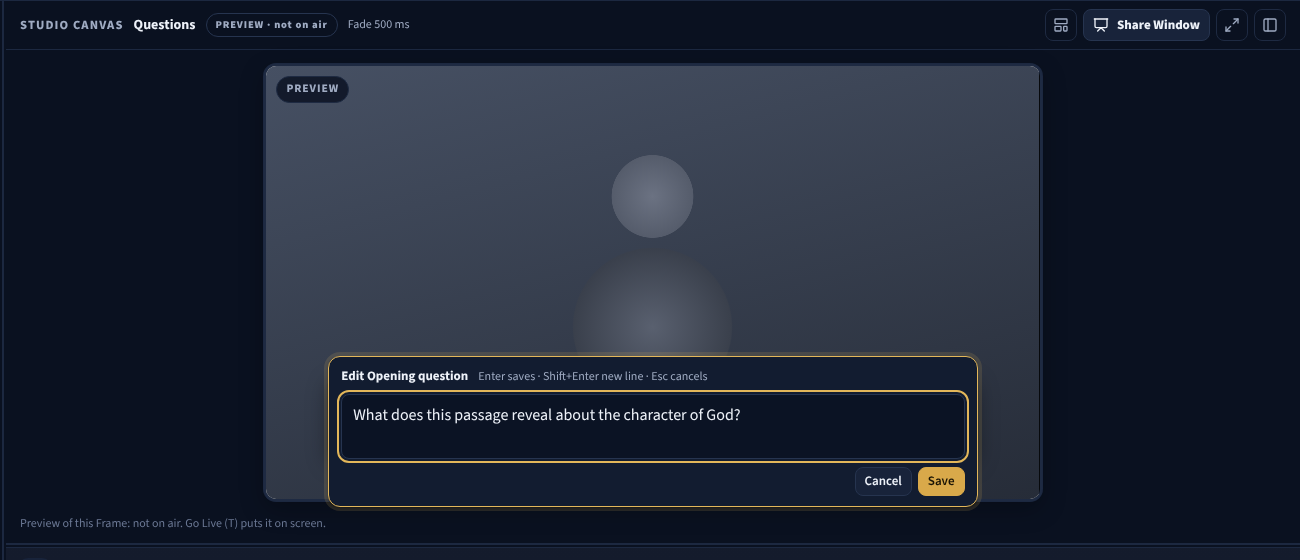 STUDIO CANVAS Questions PREVIEW · not on air Fade 500 ms Share Window
PREVIEW
Edit Opening question Enter saves · Shift+Enter new line · Esc cancels
What does this passage reveal about the character of God?
Cancel Save
Preview of this Frame: not on air. Go Live (T) puts it on screen.